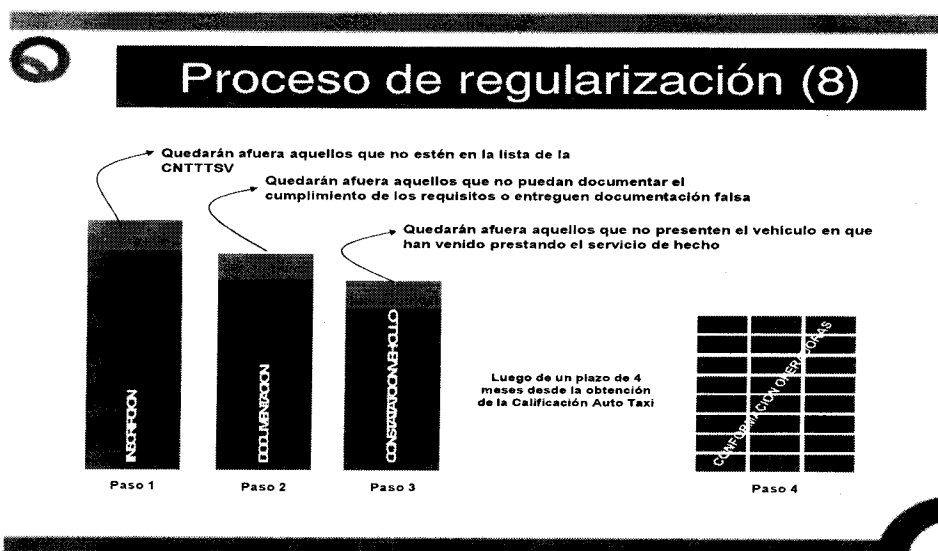 Proceso de regularización (8)
Quedarán afuera aquellos que no estén en la lista de la
CNTTTSV
Quedarán afuera aquellos que no puedan documentar el
cumplimiento de los requisitos o entreguen documentación falsa
Quedarán afuera aquellos que no presenten el vehículo en que
han venido prestando el servicio de hecho
INSCRIPCION
DOCUMENTACION
CONSTATACION VEHICULO
Luego de un plazo de 4
meses desde la obtención
de la Calificación Auto Taxi
CONFORMACION OPERADORAS
Paso 1
Paso 2
Paso 3
Paso 4